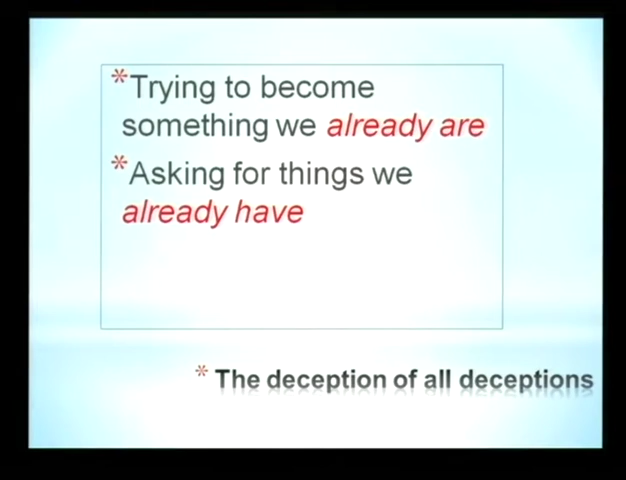 *Trying to become
something we already are
*Asking for things we
already have
* The deception of all deceptions